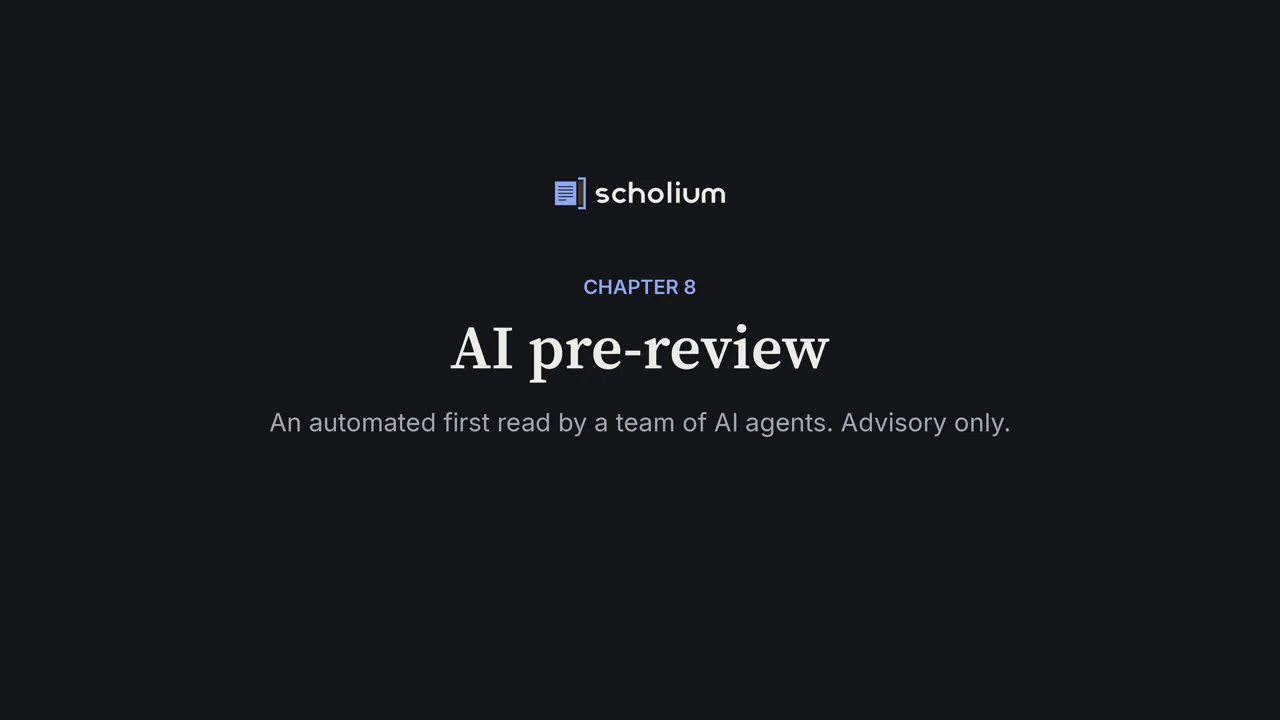 scholium
CHAPTER 8
AI pre-review
An automated first read by a team of AI agents. Advisory only.